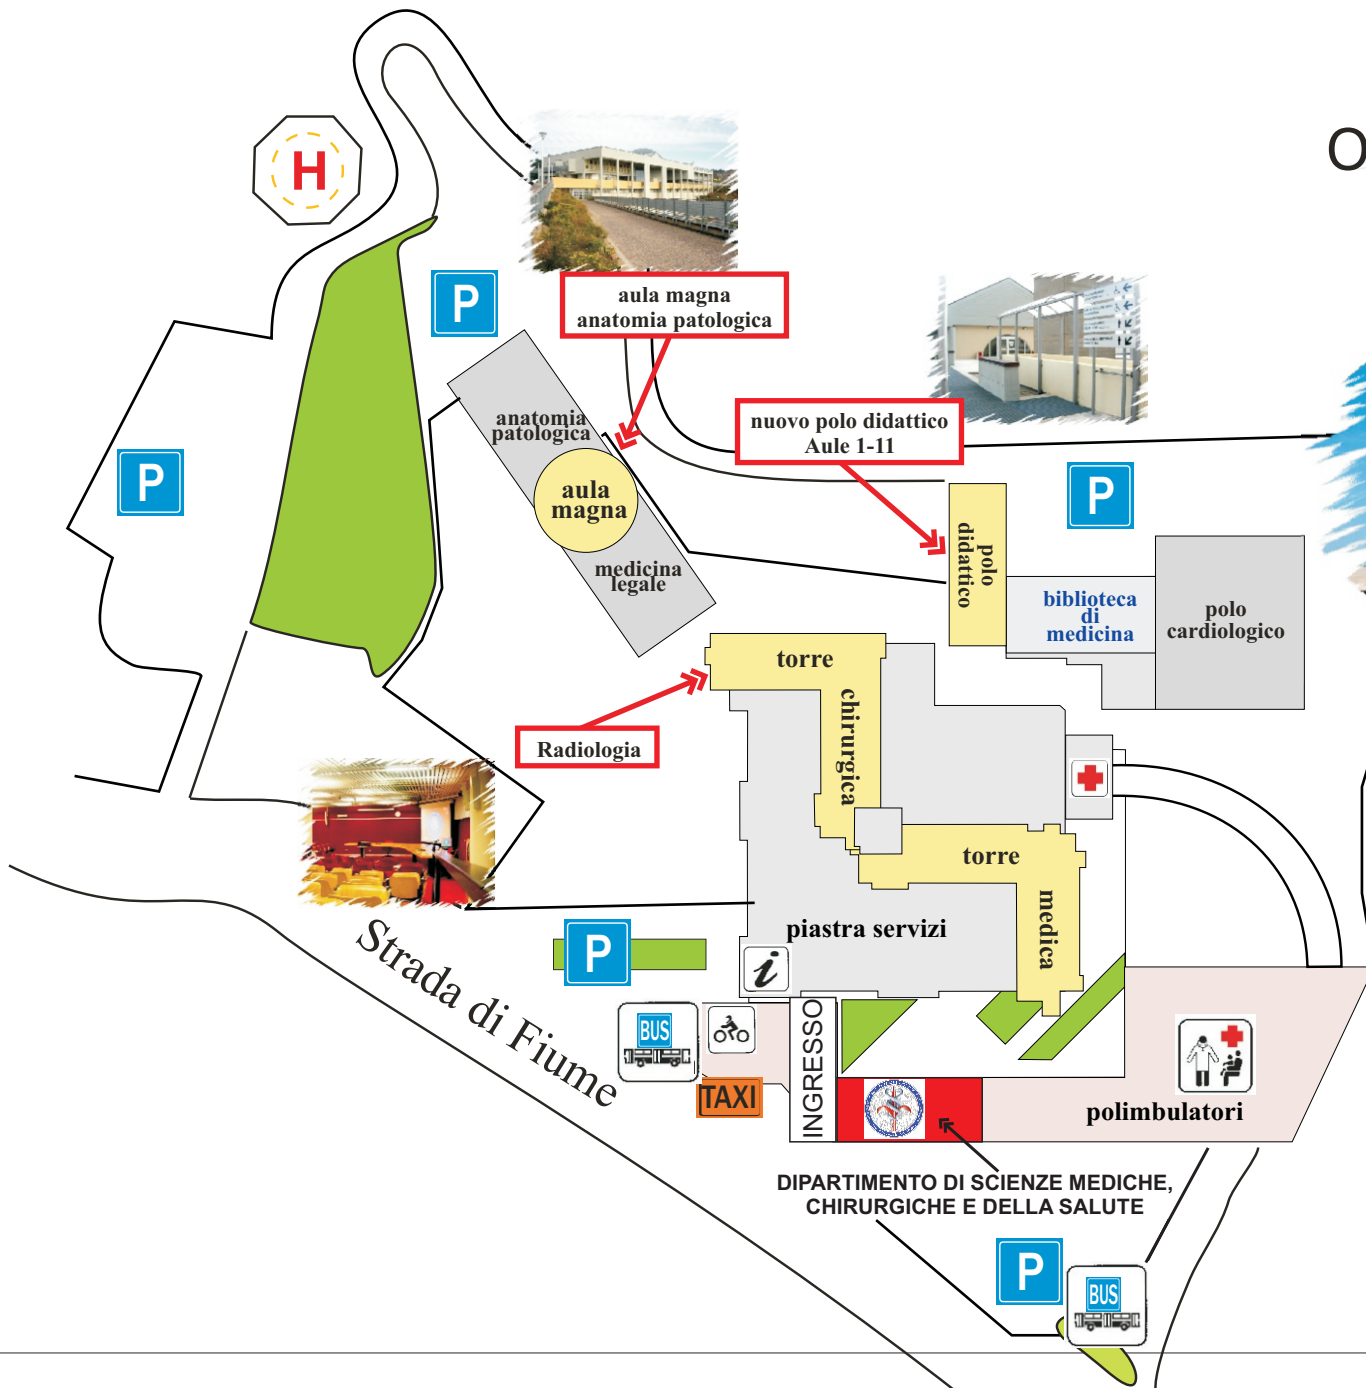 O
H
P
aula magna
anatomia patologica
nuovo polo didattico
Aule 1-11
anatomia
patologica
P
P
aula
magna
polo
didattico
medicina
legale
biblioteca
di
medicina
polo
cardiologico
torre
chirurgica
Radiologia
torre
medica
piastra servizi
P
i
Strada di Fiume
BUS
TAXI
INGRESSO
polimbulatori
DIPARTIMENTO DI SCIENZE MEDICHE,
CHIRURGICHE E DELLA SALUTE
P
BUS